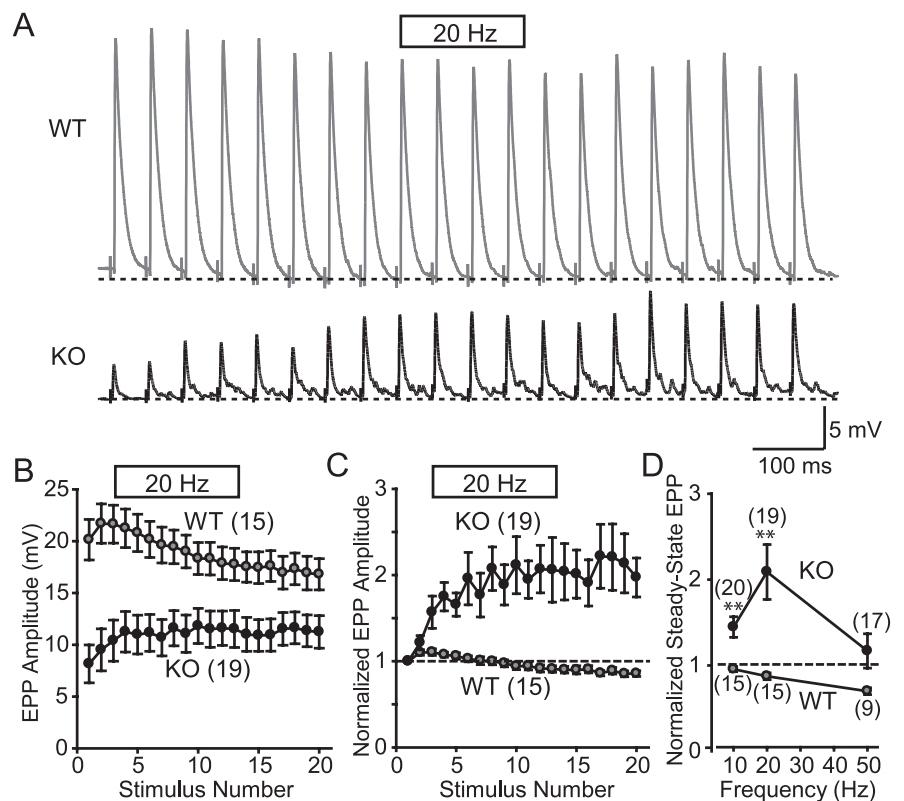 A
20 Hz
WT
KO
5 mV
100 ms
B
20 Hz
EPP Amplitude (mV)
25
20
15
10
5
0
WT (15)
KO (19)
0 5 10 15 20
Stimulus Number
C
20 Hz
Normalized EPP Amplitude
3
2
1
0
KO (19)
WT (15)
0 5 10 15 20
Stimulus Number
D
Normalized Steady-State EPP
3
2
1
0
(19)
**
(20)
**
KO
(17)
(15)
(15)
WT
(9)
10 20 30 40 50
Frequency (Hz)